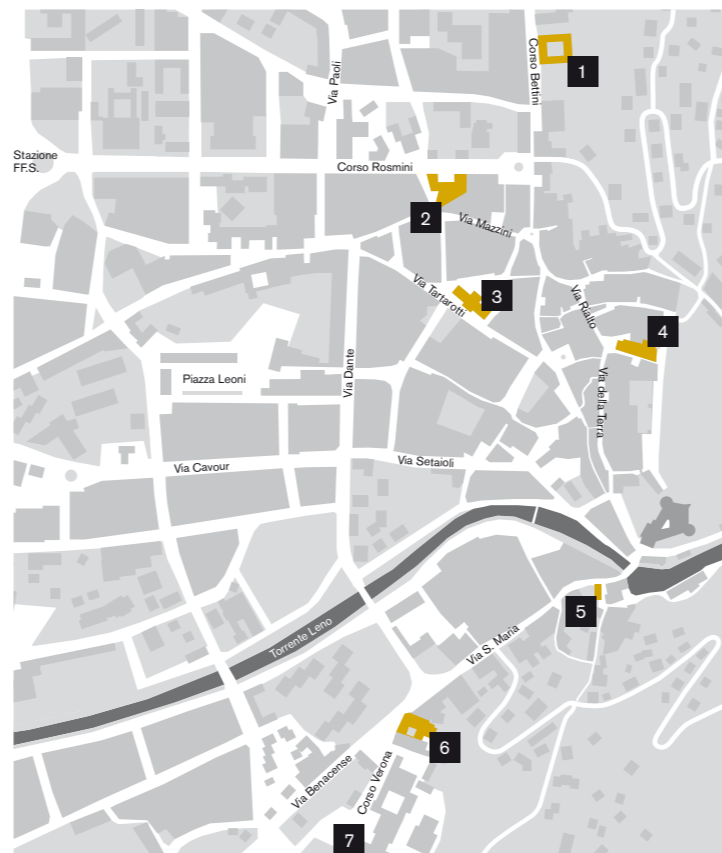 Corso Bettini
1
Via Paoli
Stazione
FF.S.
Corso Rosmini
2
Via Mazzini
Via Tartarotti
3
Via Rialto
4
Piazza Leoni
Via Dante
Via della Terra
Via Cavour
Via Setaioli
5
Torrente Leno
Via S. Maria
6
Via Benacense
Corso Verona
7